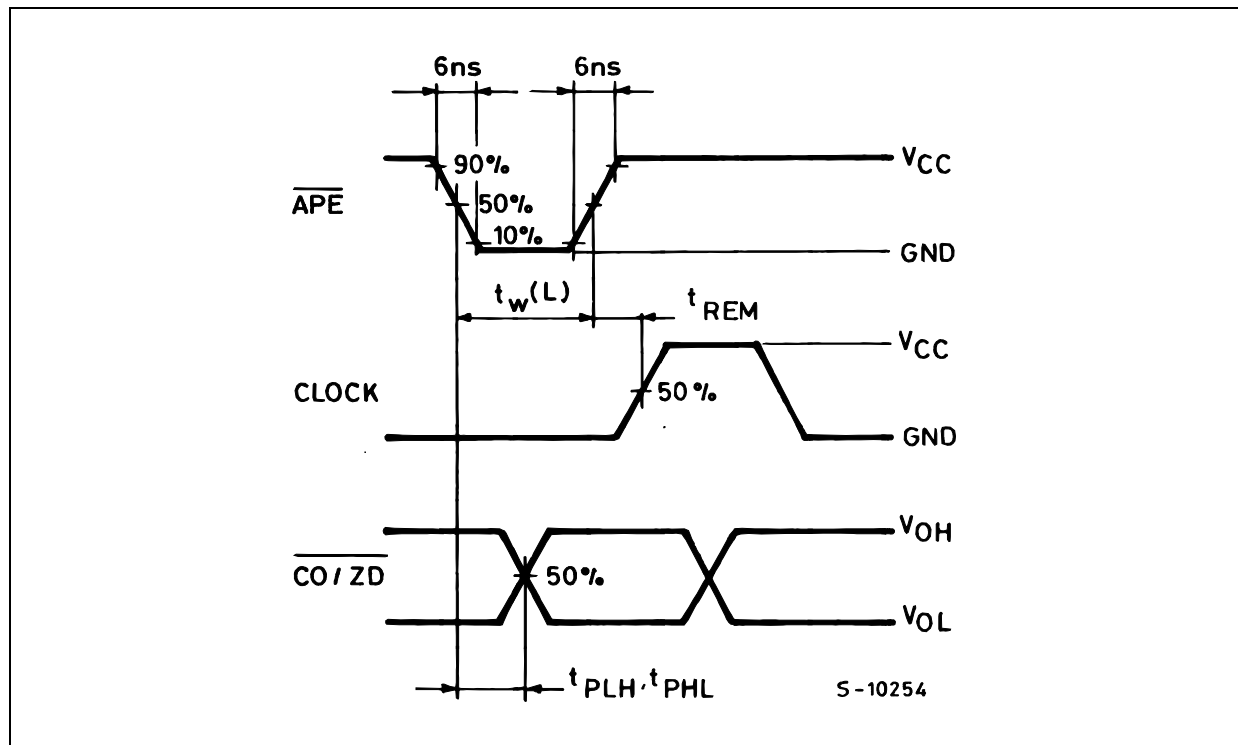 6ns 6ns
90%
VCC
APE
50%
10%
GND
tw(L)
tREM
VCC
CLOCK
50%
GND
VOH
CO/ZD
50%
VOL
tPLH, tPHL
S-10254